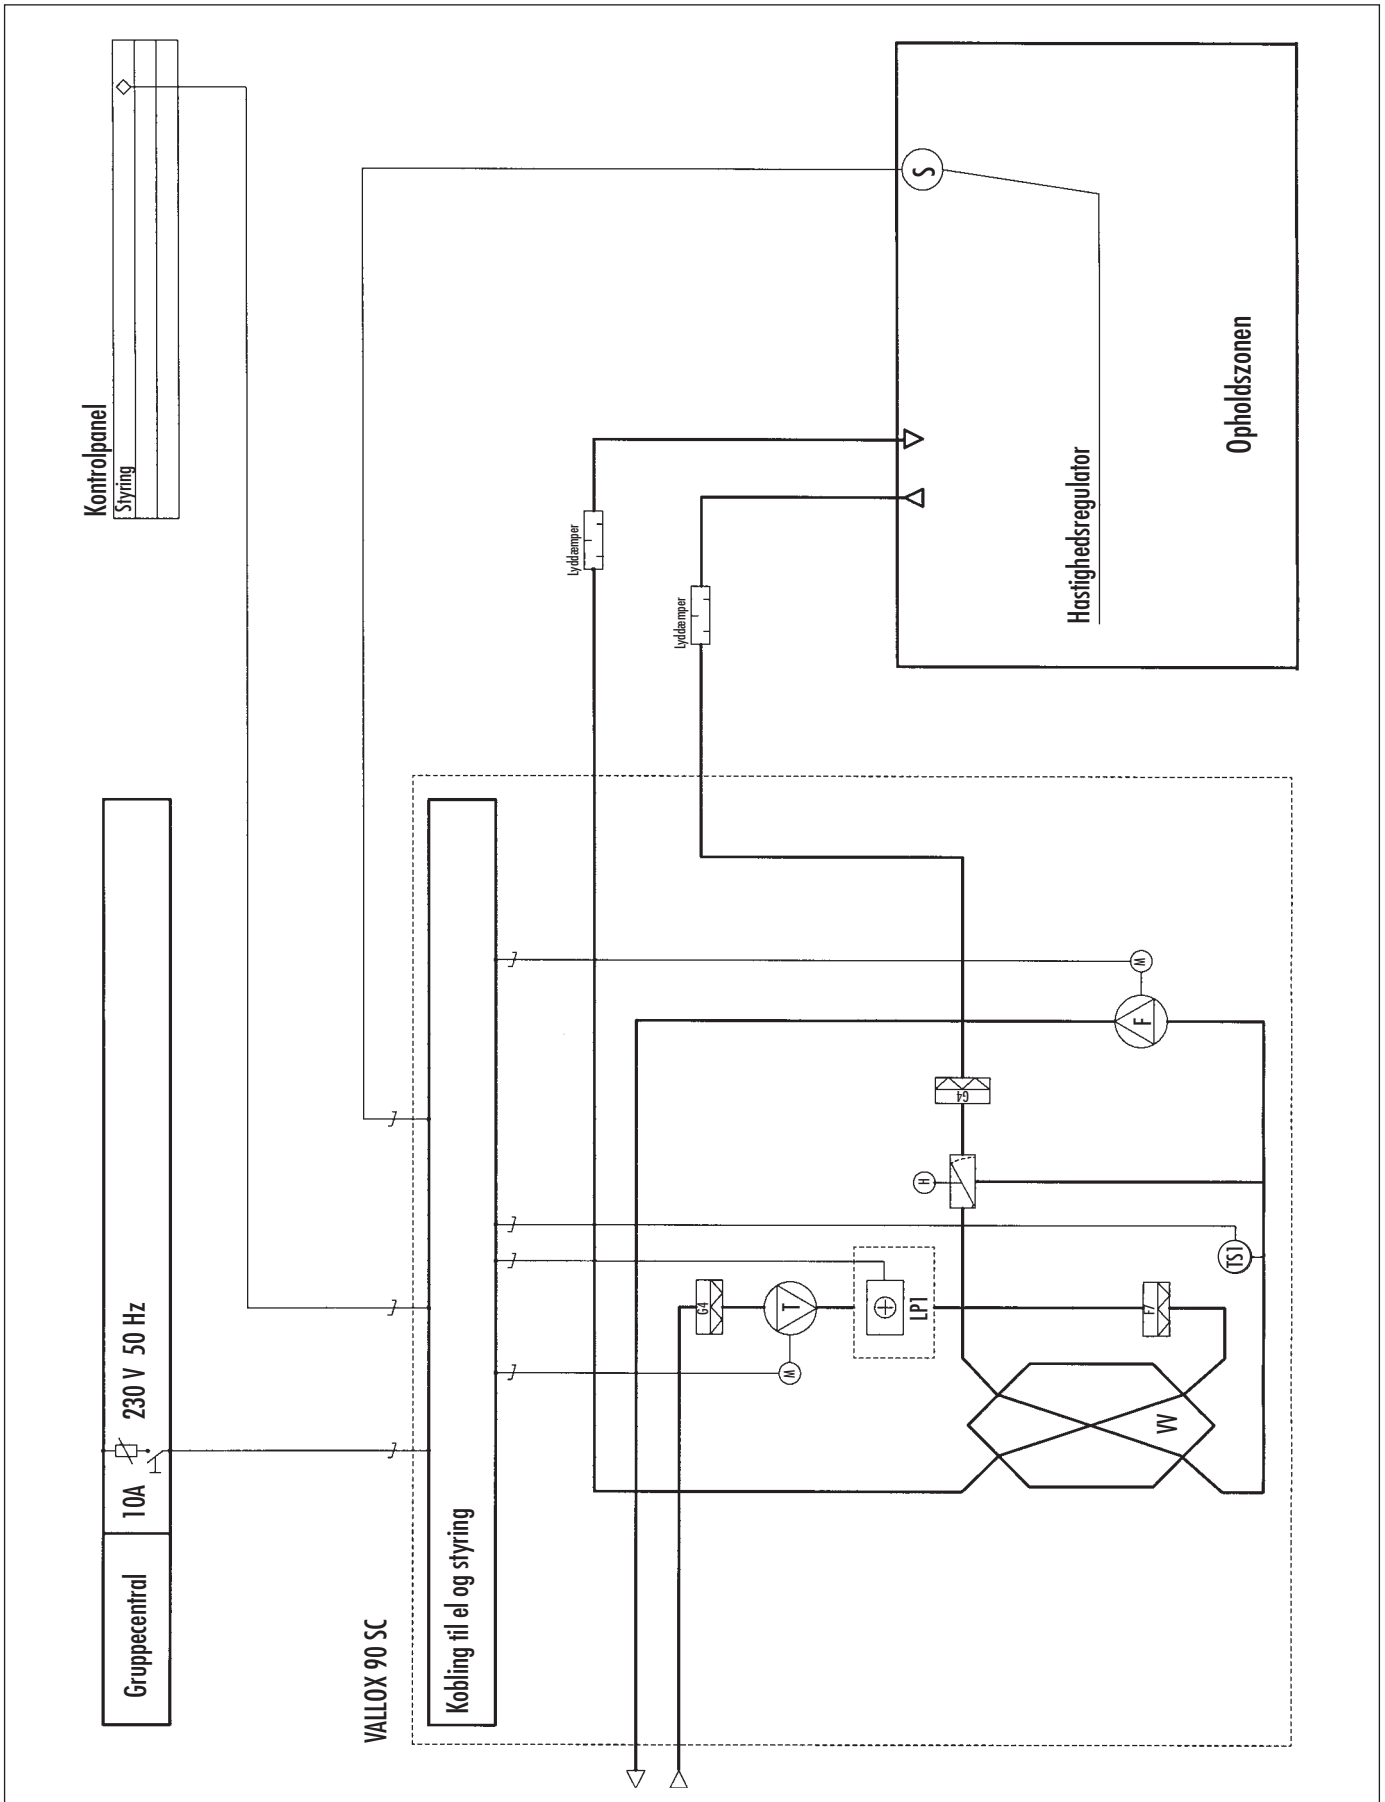 Kontrolpanel
Styring
Gruppecentral
10A
230 V 50 Hz
VALLOX 90 SC
Kobling til el og styring
Lyddæmper
Lyddæmper
S
Hastighedsregulator
Opholdszonen
G4
T
M
LP1
F7
VV
TS1
H
G4
F
M